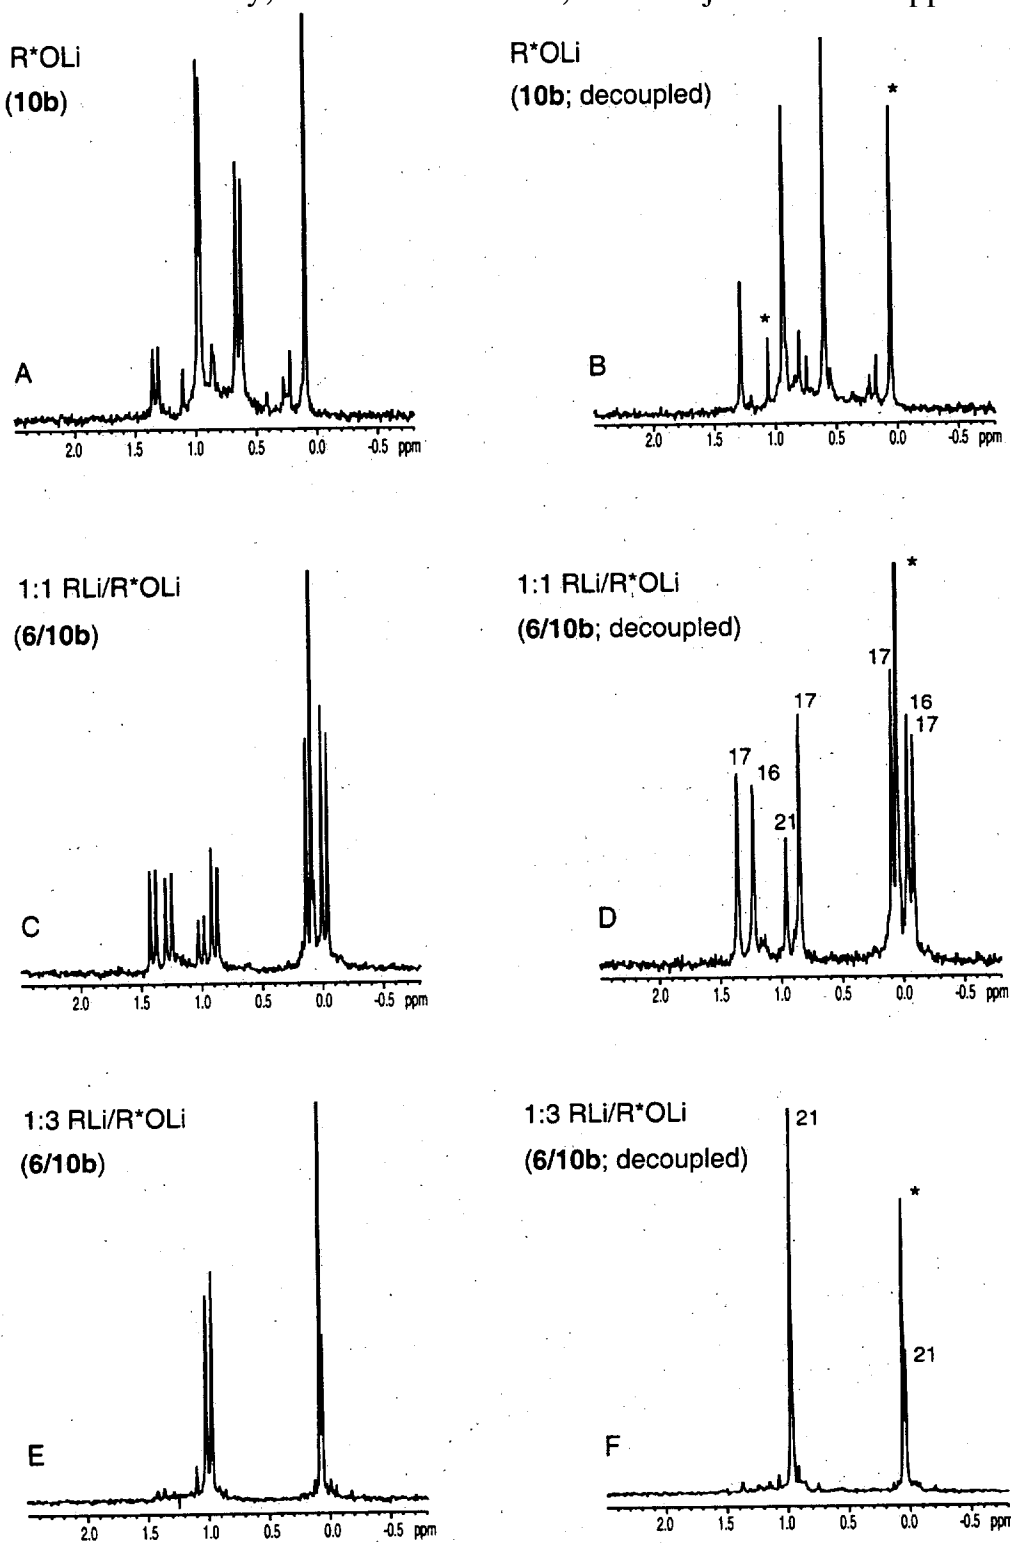 R*OLi
(10b)
A
2.0 1.5 1.0 0.5 0.0 -0.5 ppm
R*OLi
(10b; decoupled)
*
*
B
2.0 1.5 1.0 0.5 0.0 -0.5 ppm
1:1 RLi/R*OLi
(6/10b)
C
2.0 1.5 1.0 0.5 0.0 -0.5 ppm
1:1 RLi/R*OLi
(6/10b; decoupled)
*
17
16
17
17
17
16
21
D
2.0 1.5 1.0 0.5 0.0 -0.5 ppm
1:3 RLi/R*OLi
(6/10b)
E
2.0 1.5 1.0 0.5 0.0 -0.5 ppm
1:3 RLi/R*OLi
(6/10b; decoupled)
21
*
21
F
2.0 1.5 1.0 0.5 0.0 -0.5 ppm